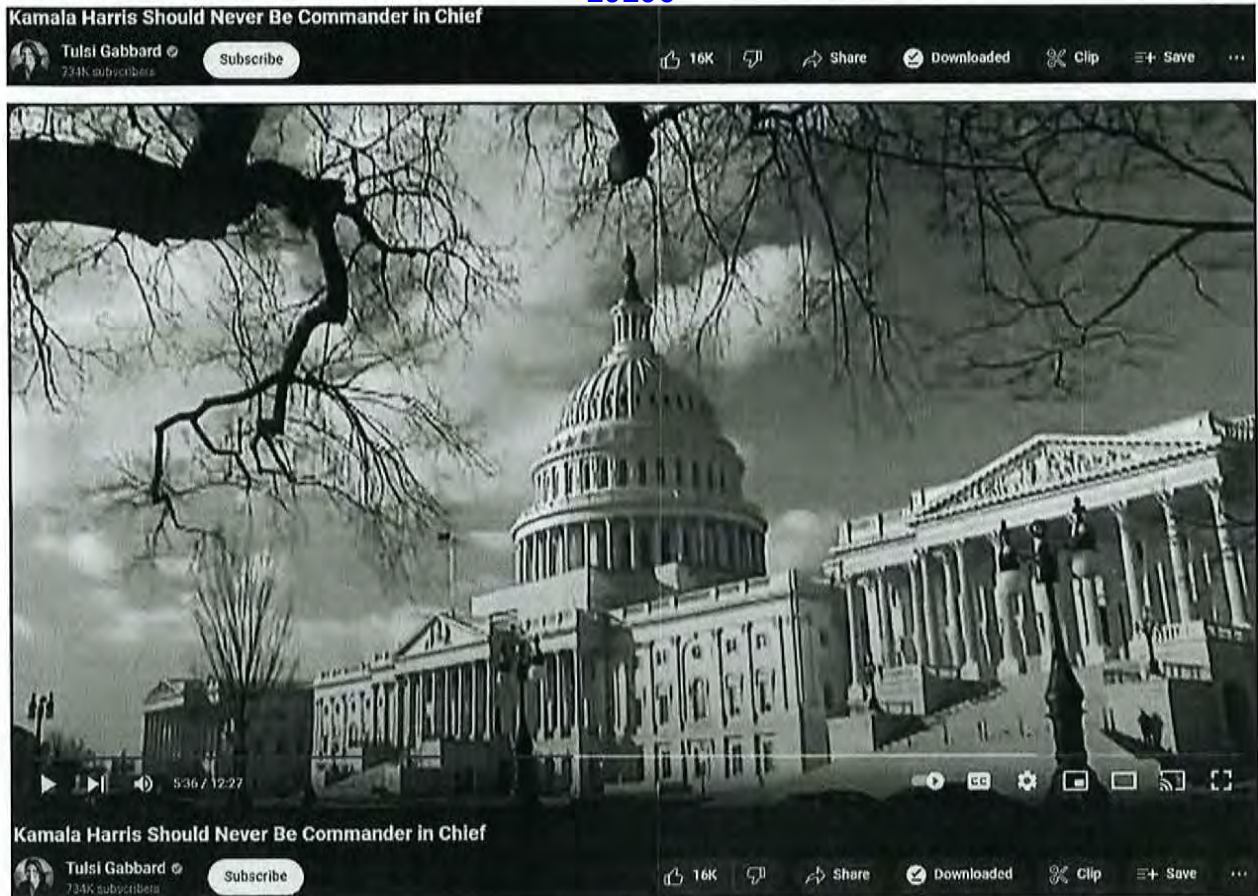 Kamala Harris Should Never Be Commander in Chief
Tulsi Gabbard
734K subscribers
Subscribe
16K
Share
Downloaded
Clip
Save
5:36 / 12:27
CC
Kamala Harris Should Never Be Commander in Chief
Tulsi Gabbard
734K subscribers
Subscribe
16K
Share
Downloaded
Clip
Save